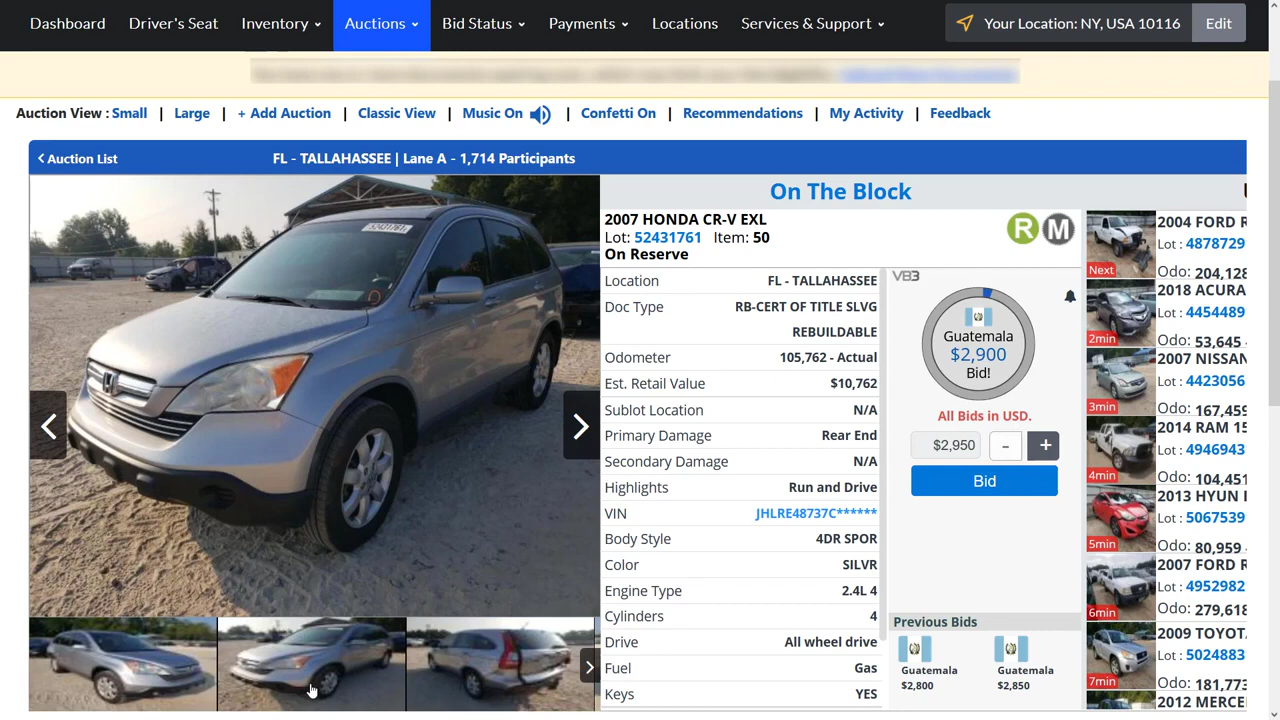 Dashboard Driver's Seat Inventory Auctions Bid Status Payments Locations Services & Support Your Location: NY, USA 10116 Edit
Auction View : Small | Large | + Add Auction | Classic View | Music On | Confetti On | Recommendations | My Activity | Feedback
Auction List FL - TALLAHASSEE | Lane A - 1,714 Participants
52431761
On The Block
2007 HONDA CR-V EXL
Lot: 52431761 Item: 50
On Reserve
R M
Location FL - TALLAHASSEE
Doc Type RB-CERT OF TITLE SLVG
REBUILDABLE
Odometer 105,762 - Actual
Est. Retail Value $10,762
Sublot Location N/A
Primary Damage Rear End
Secondary Damage N/A
Highlights Run and Drive
VIN JHLRE48737C******
Body Style 4DR SPOR
Color SILVR
Engine Type 2.4L 4
Cylinders 4
Drive All wheel drive
Fuel Gas
Keys YES
VB3
Guatemala
$2,900
Bid!
All Bids in USD.
$2,950 - +
Bid
Previous Bids
Guatemala
$2,800
Guatemala
$2,850
2004 FORD R
Lot : 4878729
Next Odo: 204,128
2018 ACURA
Lot : 4454489
2min Odo: 53,645
2007 NISSAN
Lot : 4423056
3min Odo: 167,459
2014 RAM 15
Lot : 4946943
4min Odo: 104,451
2013 HYUN
Lot : 5067539
5min Odo: 80,959
2007 FORD R
Lot : 4952982
6min Odo: 279,618
2009 TOYOT
Lot : 5024883
7min Odo: 181,773
2012 MERCE